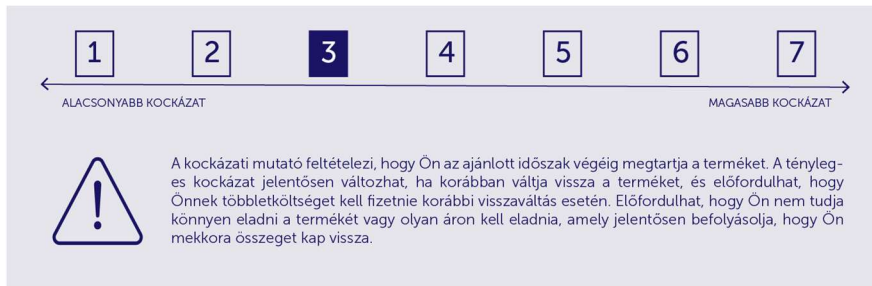 1 2 3 4 5 6 7
ALACSONYABB KOCKÁZAT MAGASABB KOCKÁZAT
A kockázati mutató feltételezi, hogy Ön az ajánlott időszak végéig megtartja a terméket. A tényleg-
es kockázat jelentősen változhat, ha korábban váltja vissza a terméket, és előfordulhat, hogy
Önnek többletköltséget kell fizetnie korábbi visszaváltás esetén. Előfordulhat, hogy Ön nem tudja
könnyen eladni a termékét vagy olyan áron kell eladnia, amely jelentősen befolyásolja, hogy Ön
mekkora összeget kap vissza.